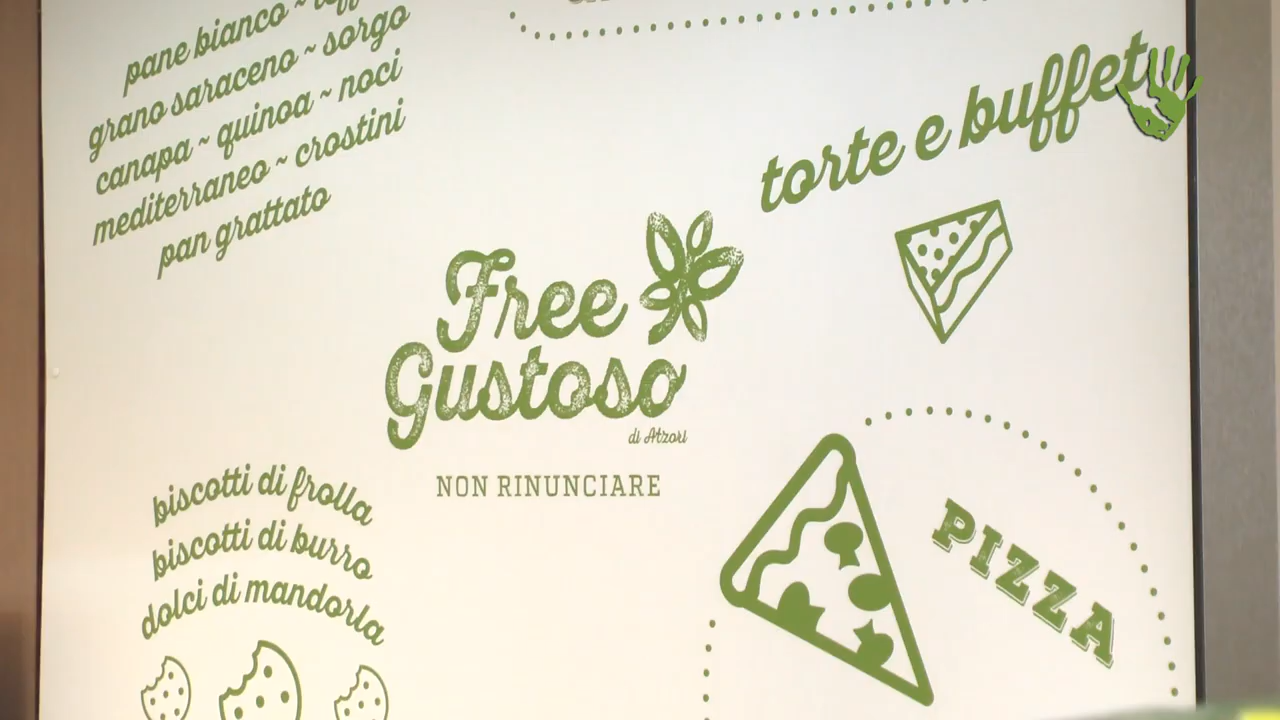 pane bianco ~
grano saraceno ~ sorgo
canapa ~ quinoa ~ noci
mediterraneo ~ crostini
pan grattato
torte e buffet
Free
Gustoso
di Atzori
NON RINUNCIARE
biscotti di frolla
biscotti di burro
dolci di mandorla
PIZZA